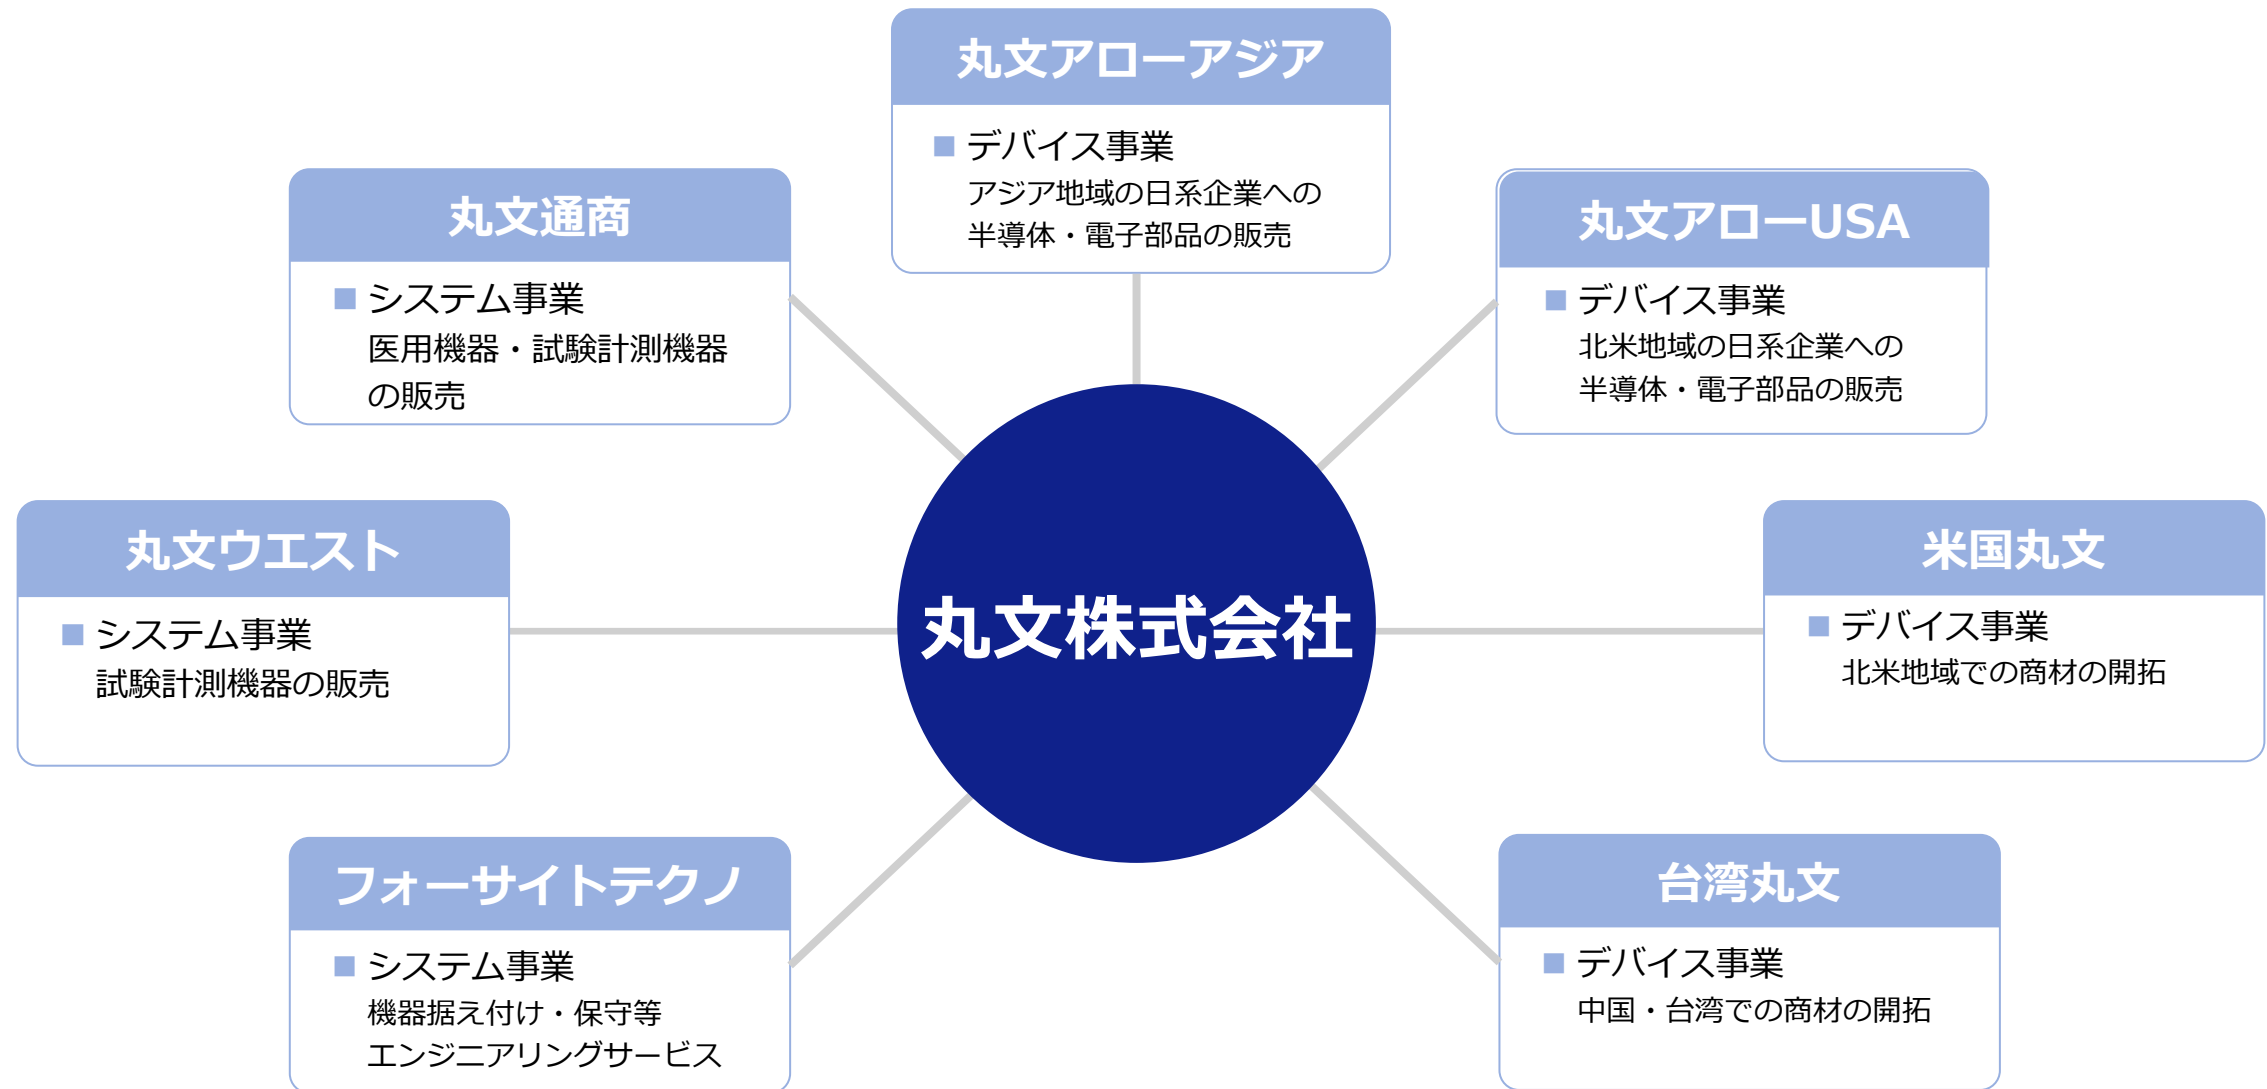 丸文アローアジア
■ デバイス事業
アジア地域の日系企業への
半導体・電子部品の販売
丸文通商
■ システム事業
医用機器・試験計測機器
の販売
丸文アローUSA
■ デバイス事業
北米地域の日系企業への
半導体・電子部品の販売
丸文ウエスト
■ システム事業
試験計測機器の販売
丸文株式会社
米国丸文
■ デバイス事業
北米地域での商材の開拓
フォーサイトテクノ
■ システム事業
機器据え付け・保守等
エンジニアリングサービス
台湾丸文
■ デバイス事業
中国・台湾での商材の開拓